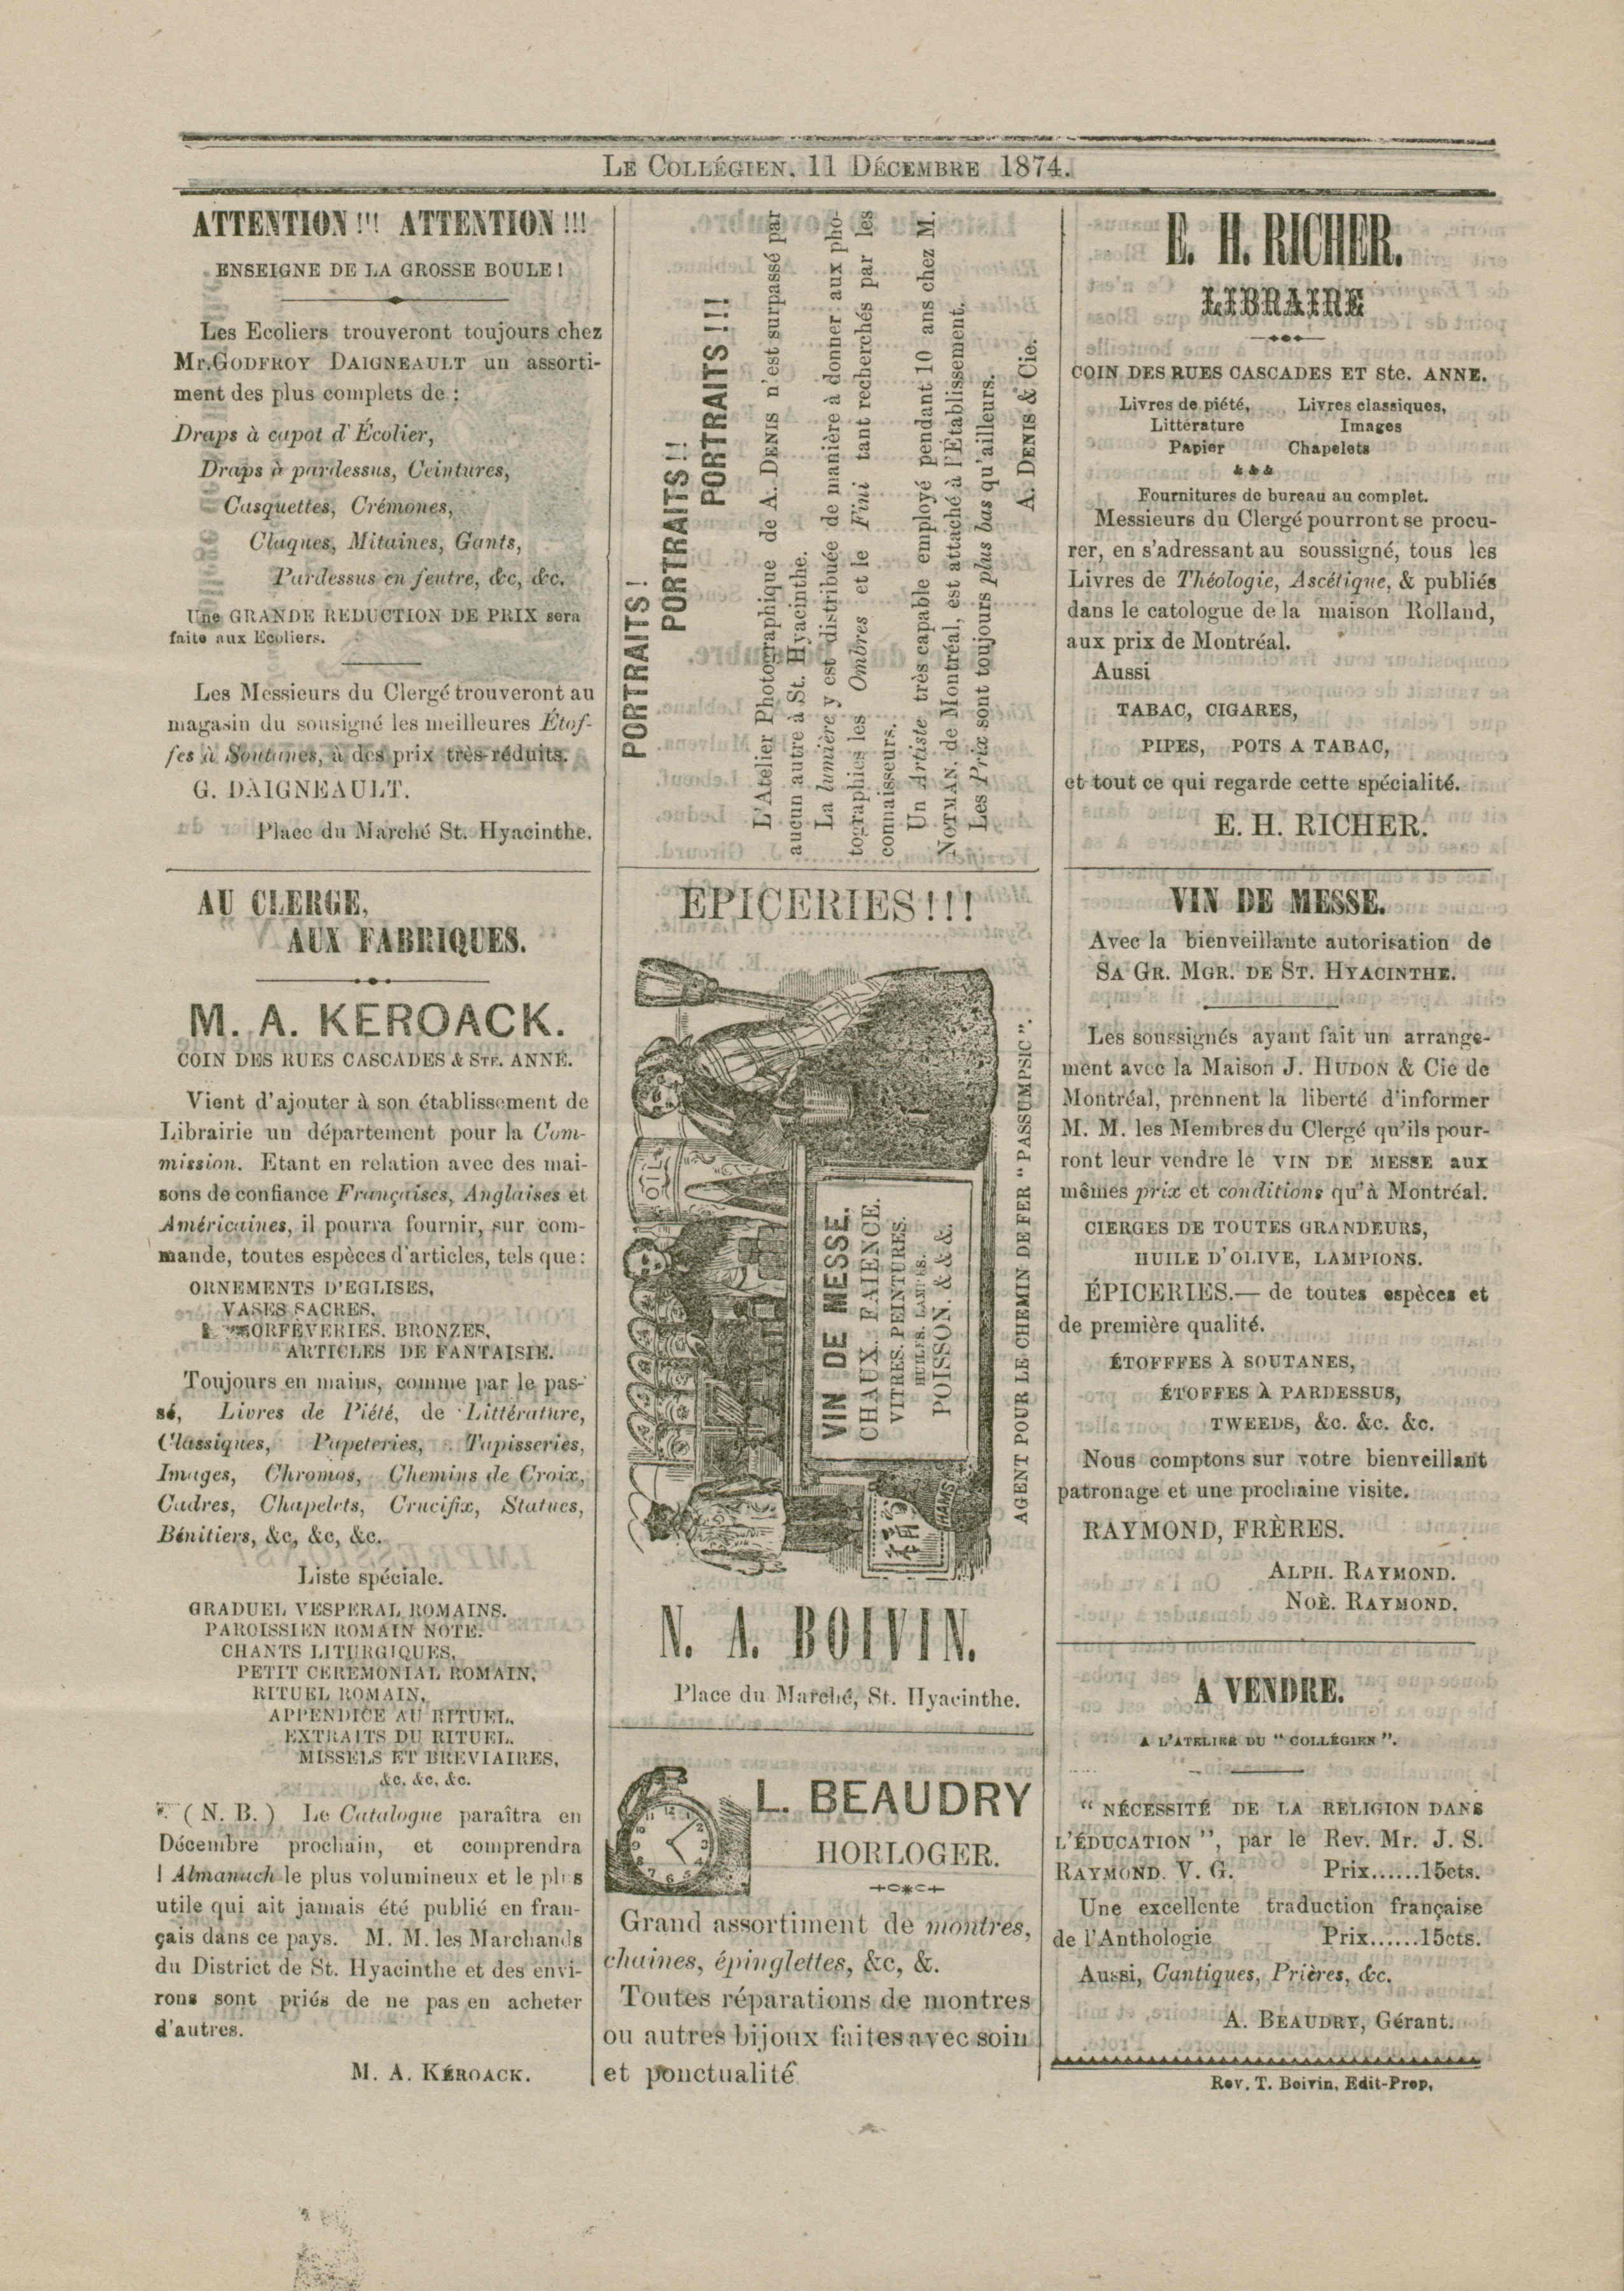 LE COLLÉGIEN, 11 DÉCEMBRE 1874.
ATTENTION!!! ATTENTION!!!
ENSEIGNE DE LA GROSSE BOULE!
Les Ecoliers trouveront toujours chez
Mr. GODFROY DAIGNEAULT un assorti-
ment des plus complets de :
Draps à capot d'Écolier,
Draps à pardessus, Ceintures,
Casquettes, Crémones,
Claques, Mitaines, Gants,
Pardessus en feutre, &c, &c.
Une GRANDE REDUCTION DE PRIX sera
faite aux Ecoliers.
Les Messieurs du Clergé trouveront au
magasin du sousigné les meilleures Étof-
fes à Soutanes, à des prix très-réduits.
G. DAIGNEAULT.
Place du Marché St. Hyacinthe.
AU CLERGE,
AUX FABRIQUES.
M. A. KEROACK.
COIN DES RUES CASCADES & STE. ANNE.
Vient d'ajouter à son établissement de
Librairie un département pour la Com-
mission. Etant en relation avec des mai-
sons de confiance Françaises, Anglaises et
Américaines, il pourra fournir, sur com-
mande, toutes espèces d'articles, tels que:
ORNEMENTS D'EGLISES,
VASES SACRES,
ORFÈVERIES. BRONZES,
ARTICLES DE FANTAISIE.
Toujours en mains, comme par le pas-
sé, Livres de Piété, de Littérature,
Classiques, Papeteries, Tapisseries,
Images, Chromos, Chemins de Croix,
Cadres, Chapelets, Crucifix, Statues,
Bénitiers, &c, &c, &c.
Liste spéciale.
GRADUEL VESPERAL ROMAINS.
PAROISSIEN ROMAIN NOTE.
CHANTS LITURGIQUES,
PETIT CEREMONIAL ROMAIN,
RITUEL ROMAIN,
APPENDICE AU RITUEL,
EXTRAITS DU RITUEL.
MISSELS ET BREVIAIRES,
&c, &c, &c.
( N. B. ) Le Catalogue paraîtra en
Décembre prochain, et comprendra
l Almanach le plus volumineux et le plus
utile qui ait jamais été publié en fran-
çais dans ce pays. M. M. les Marchands
du District de St. Hyacinthe et des envi-
rons sont priés de ne pas en acheter
d'autres.
M. A. KÉROACK.
PORTRAITS!
PORTRAITS!!
PORTRAITS!!!
L'Atelier Photographique de A. DENIS n'est surpassé par
aucun autre à St. Hyacinthe.
La lumière y est distribuée de manière à donner aux pho-
tographies les Ombres et le Fini tant recherchés par les
connaisseurs.
Un Artiste très capable employé pendant 10 ans chez M.
NOTMAN, de Montréal, est attaché à l'Établissement.
Les Prix sont toujours plus bas qu'ailleurs.
A. DENIS & Cie.
EPICERIES!!!
OIL
VIN DE MESSE.
CHAUX. FAIENCE.
VITRES. PEINTURES.
HUILES. LAMPES.
POISSON & & &.
HAMS
AGENT POUR LE CHEMIN DE FER "PASSUMPSIC".
N. A. BOIVIN.
Place du Marché, St. Hyacinthe.
L. BEAUDRY
HORLOGER.
Grand assortiment de montres,
chaines, épinglettes, &c, &.
Toutes réparations de montres
ou autres bijoux faites avec soin
et ponctualité
E. H. RICHER.
LIBRAIRE
COIN DES RUES CASCADES ET Ste. ANNE.
Livres de piété, Livres classiques,
Littérature Images
Papier Chapelets
Fournitures de bureau au complet.
Messieurs du Clergé pourront se procu-
rer, en s'adressant au soussigné, tous les
Livres de Théologie, Ascétique, & publiés
dans le catologue de la maison Rolland,
aux prix de Montréal.
Aussi
TABAC, CIGARES,
PIPES, POTS A TABAC,
et tout ce qui regarde cette spécialité.
E. H. RICHER.
VIN DE MESSE.
Avec la bienveillante autorisation de
SA GR. MGR. DE ST. HYACINTHE.
Les soussignés ayant fait un arrange-
ment avec la Maison J. HUDON & Cie de
Montréal, prennent la liberté d'informer
M. M. les Membres du Clergé qu'ils pour-
ront leur vendre le VIN DE MESSE aux
mêmes prix et conditions qu'à Montréal.
CIERGES DE TOUTES GRANDEURS,
HUILE D'OLIVE, LAMPIONS.
ÉPICERIES.— de toutes espèces et
de première qualité.
ÉTOFFFES À SOUTANES,
ÉTOFFES À PARDESSUS,
TWEEDS, &c. &c. &c.
Nous comptons sur votre bienveillant
patronage et une prochaine visite.
RAYMOND, FRÈRES.
ALPH. RAYMOND.
NOÈ. RAYMOND.
A VENDRE.
A L'ATELIER DU "COLLÉGIEN".
"NÉCESSITÉ DE LA RELIGION DANS
L'ÉDUCATION", par le Rev. Mr. J. S.
RAYMOND. V. G. Prix......15cts.
Une excellente traduction française
de l'Anthologie Prix......15cts.
Aussi, Cantiques, Prières, &c.
A. BEAUDRY, Gérant.
Rev. T. Boivin, Edit-Prop,